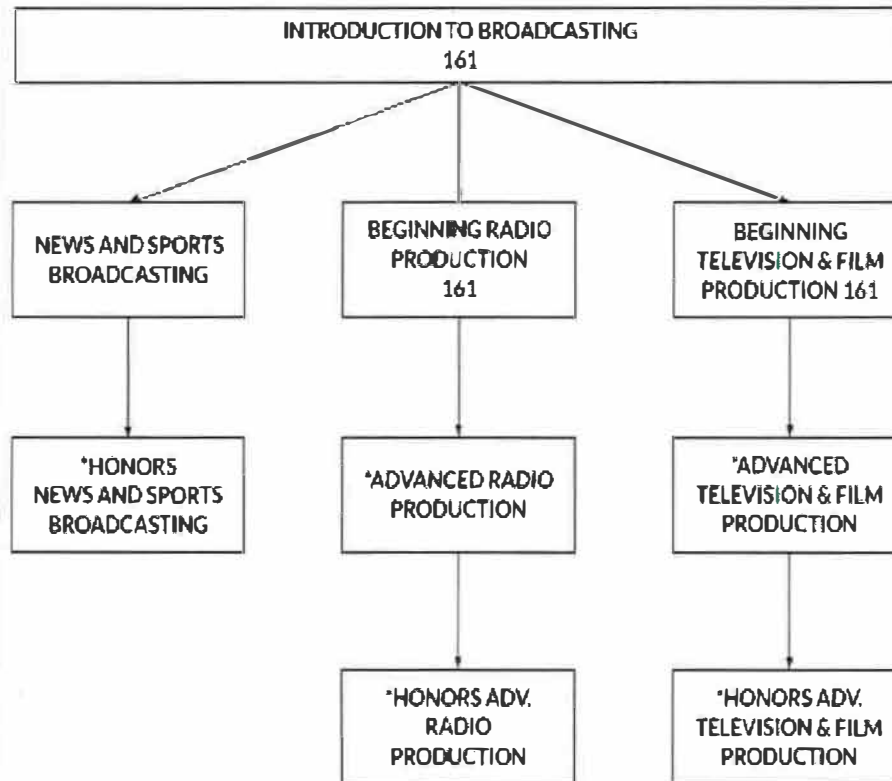 INTRODUCTION TO BROADCASTING
161
NEWS AND SPORTS
BROADCASTING
BEGINNING RADIO
PRODUCTION
161
BEGINNING
TELEVISION & FILM
PRODUCTION 161
*HONORS
NEWS AND SPORTS
BROADCASTING
*ADVANCED RADIO
PRODUCTION
*ADVANCED
TELEVISION & FILM
PRODUCTION
*HONORS ADV.
RADIO
PRODUCTION
*HONORS ADV.
TELEVISION & FILM
PRODUCTION